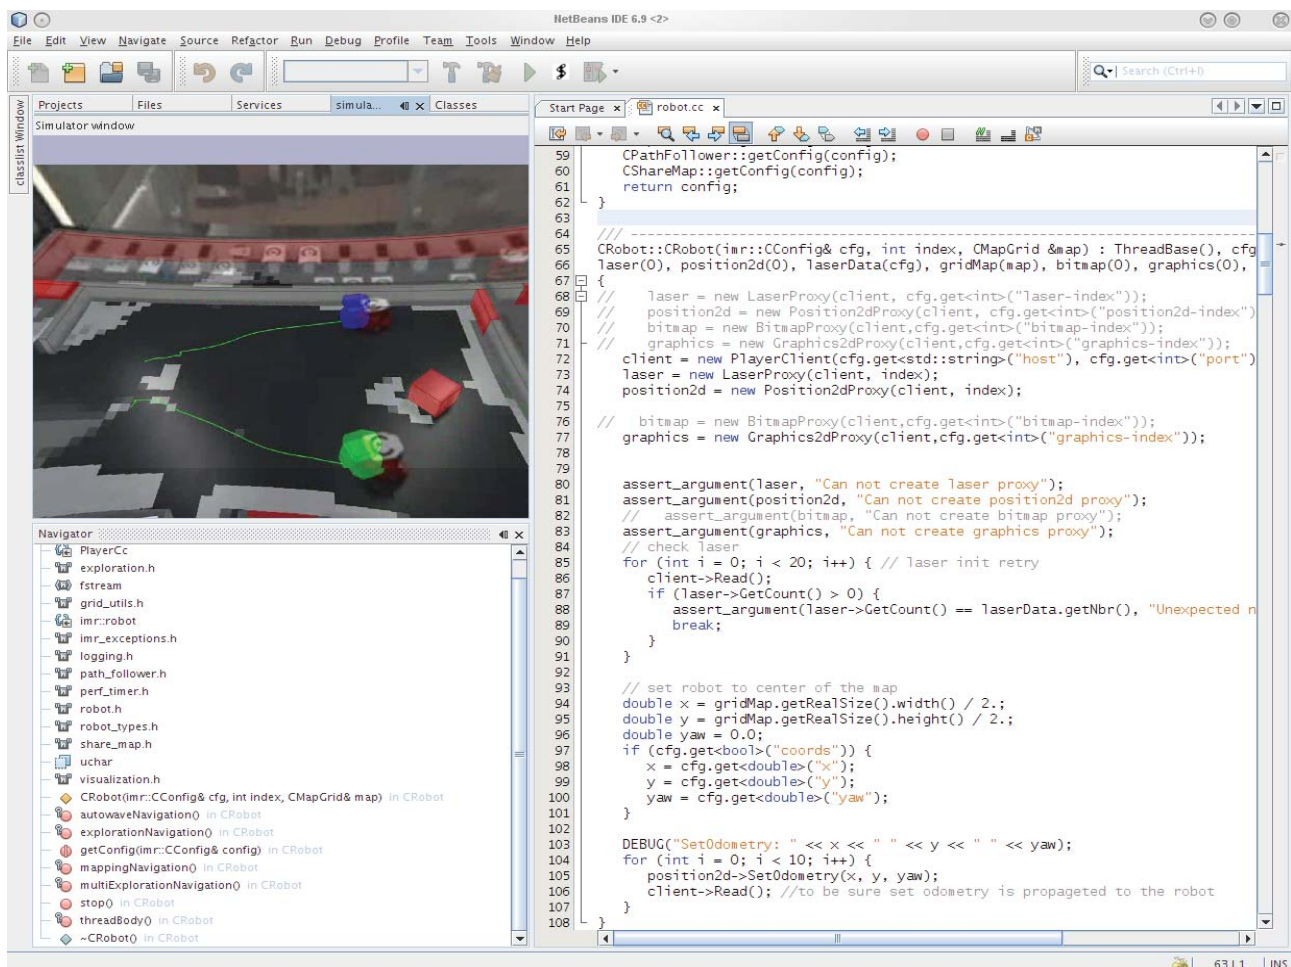 NetBeans IDE 6.9 <2>
File Edit View Navigate Source Refactor Run Debug Profile Team Tools Window Help
Search (Ctrl+I)
classlist Window
Projects Files Services simula... Classes
Simulator window
Start Page robot.cc
59 CPathFollower::getConfig(config);
60 CShareMap::getConfig(config);
61 return config;
62 }
63
64 /// --------------------------------------------------------------------------
65 CRobot::CRobot(imr::CConfig& cfg, int index, CMapGrid &map) : ThreadBase(), cfg
66 laser(0), position2d(0), laserData(cfg), gridMap(map), bitmap(0), graphics(0),
67 {
68 // laser = new LaserProxy(client, cfg.get<int>("laser-index"));
69 // position2d = new Position2dProxy(client, cfg.get<int>("position2d-index")
70 // bitmap = new BitmapProxy(client,cfg.get<int>("bitmap-index"));
71 // graphics = new Graphics2dProxy(client,cfg.get<int>("graphics-index"));
72 client = new PlayerClient(cfg.get<std::string>("host"), cfg.get<int>("port")
73 laser = new LaserProxy(client, index);
74 position2d = new Position2dProxy(client, index);
75
76 // bitmap = new BitmapProxy(client,cfg.get<int>("bitmap-index"));
77 graphics = new Graphics2dProxy(client,cfg.get<int>("graphics-index"));
78
79
80 assert_argument(laser, "Can not create laser proxy");
81 assert_argument(position2d, "Can not create position2d proxy");
82 // assert_argument(bitmap, "Can not create bitmap proxy");
83 assert_argument(graphics, "Can not create graphics proxy");
84 // check laser
85 for (int i = 0; i < 20; i++) { // laser init retry
86 client->Read();
87 if (laser->GetCount() > 0) {
88 assert_argument(laser->GetCount() == laserData.getNbr(), "Unexpected n
89 break;
90 }
91 }
92
93 // set robot to center of the map
94 double x = gridMap.getRealSize().width() / 2.;
95 double y = gridMap.getRealSize().height() / 2.;
96 double yaw = 0.0;
97 if (cfg.get<bool>("coords")) {
98 x = cfg.get<double>("x");
99 y = cfg.get<double>("y");
100 yaw = cfg.get<double>("yaw");
101 }
102
103 DEBUG("SetOdometry: " << x << " " << y << " " << yaw);
104 for (int i = 0; i < 10; i++) {
105 position2d->SetOdometry(x, y, yaw);
106 client->Read(); //to be sure set odometry is propageted to the robot
107 }
108 }
Navigator
PlayerCc
exploration.h
fstream
grid_utils.h
imr::robot
imr_exceptions.h
logging.h
path_follower.h
perf_timer.h
robot.h
robot_types.h
share_map.h
uchar
visualization.h
CRobot(imr::CConfig& cfg, int index, CMapGrid& map) in CRobot
autowaveNavigation() in CRobot
explorationNavigation() in CRobot
getConfig(imr::CConfig& config) in CRobot
mappingNavigation() in CRobot
multiExplorationNavigation() in CRobot
stop() in CRobot
threadBody() in CRobot
~CRobot() in CRobot
63 | 1 INS